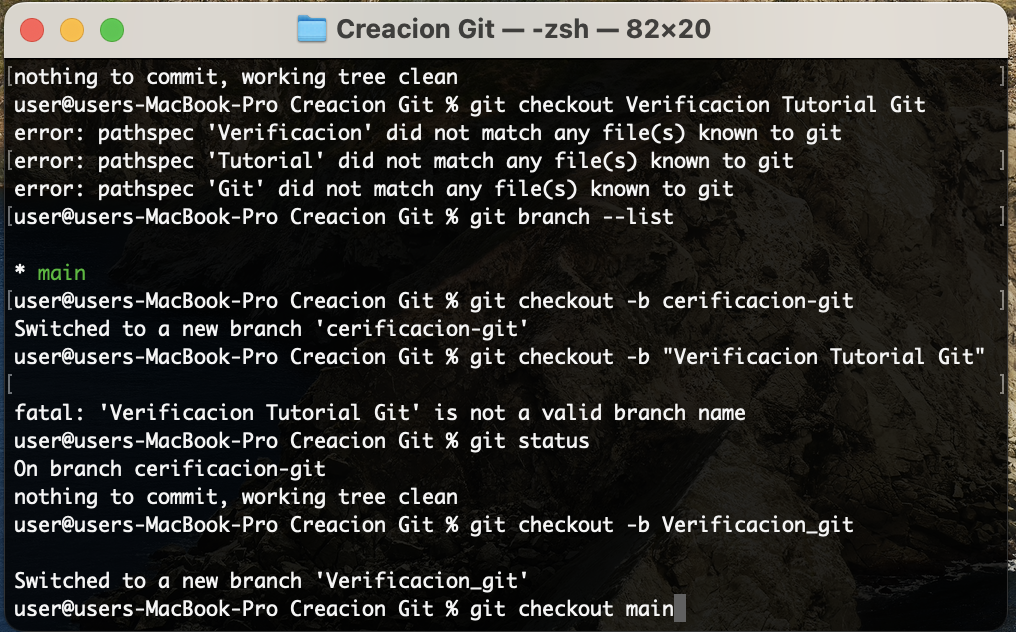 Creacion Git — -zsh — 82×20
[nothing to commit, working tree clean ]
user@users-MacBook-Pro Creacion Git % git checkout Verificacion Tutorial Git
error: pathspec 'Verificacion' did not match any file(s) known to git
[error: pathspec 'Tutorial' did not match any file(s) known to git ]
error: pathspec 'Git' did not match any file(s) known to git
[user@users-MacBook-Pro Creacion Git % git branch --list ]
* main
[user@users-MacBook-Pro Creacion Git % git checkout -b cerificacion-git ]
Switched to a new branch 'cerificacion-git'
user@users-MacBook-Pro Creacion Git % git checkout -b "Verificacion Tutorial Git"
[ ]
fatal: 'Verificacion Tutorial Git' is not a valid branch name
user@users-MacBook-Pro Creacion Git % git status
On branch cerificacion-git
nothing to commit, working tree clean
user@users-MacBook-Pro Creacion Git % git checkout -b Verificacion_git
Switched to a new branch 'Verificacion_git'
user@users-MacBook-Pro Creacion Git % git checkout main